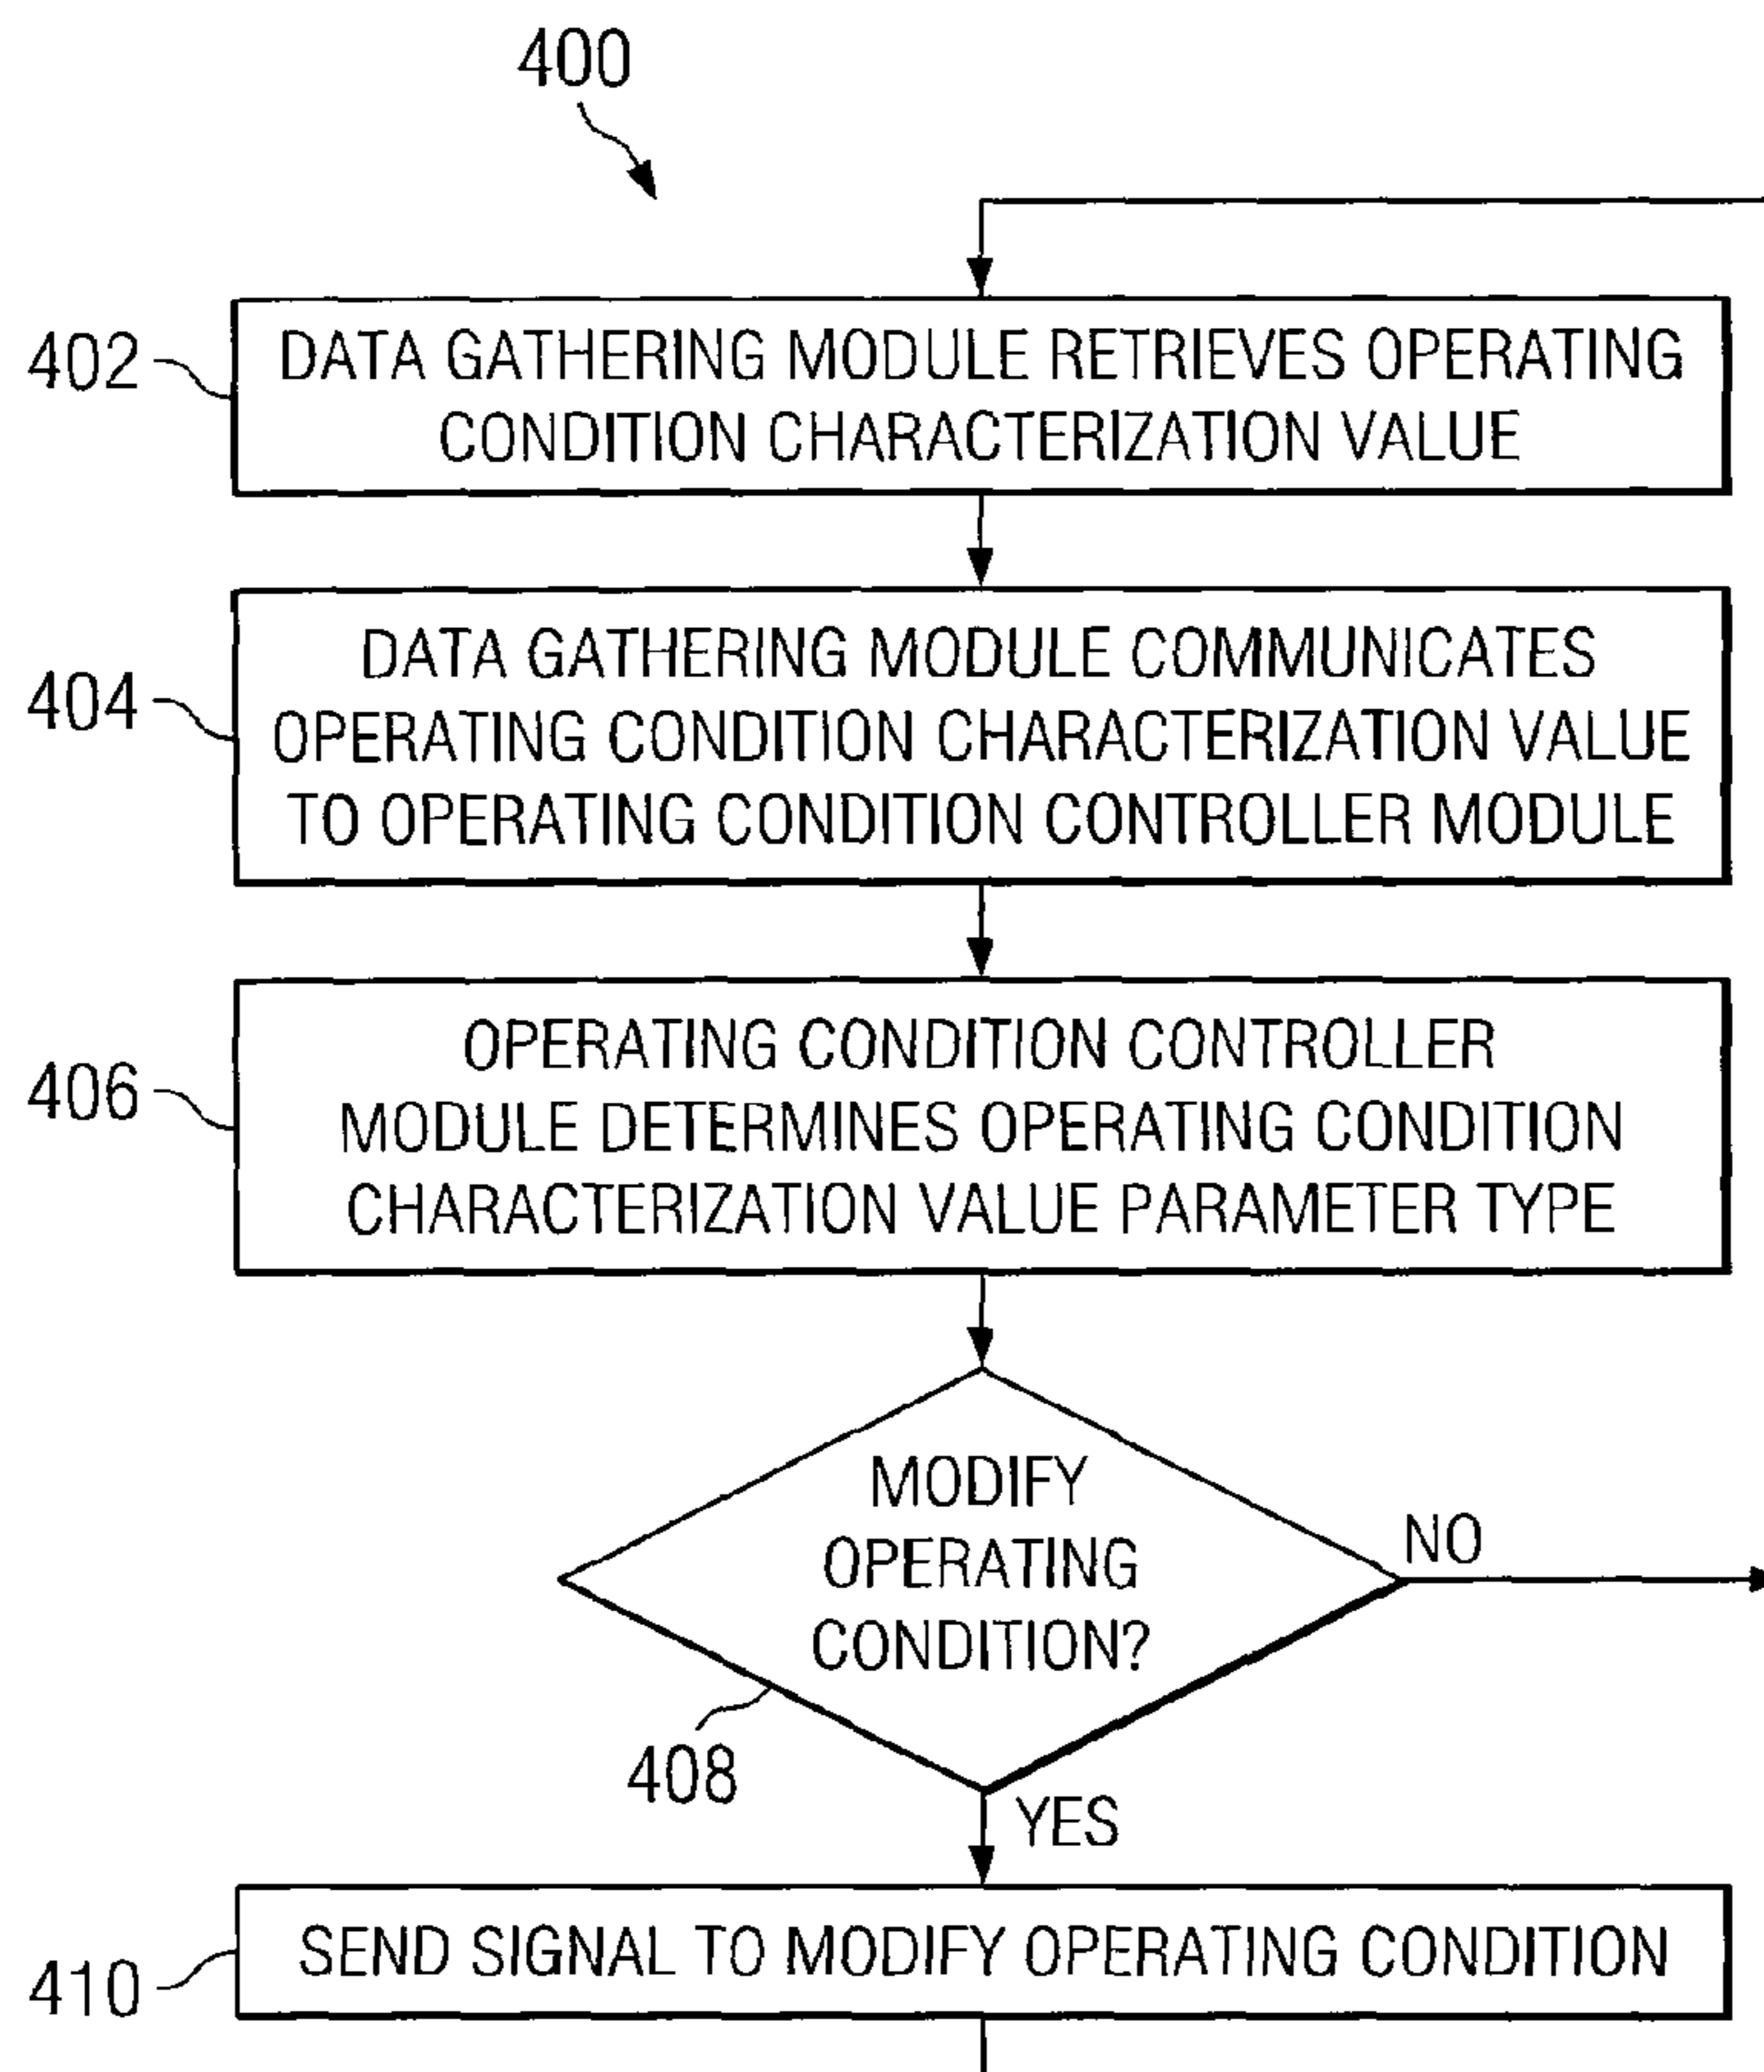 400
402
DATA GATHERING MODULE RETRIEVES OPERATING
CONDITION CHARACTERIZATION VALUE
404
DATA GATHERING MODULE COMMUNICATES
OPERATING CONDITION CHARACTERIZATION VALUE
TO OPERATING CONDITION CONTROLLER MODULE
406
OPERATING CONDITION CONTROLLER
MODULE DETERMINES OPERATING CONDITION
CHARACTERIZATION VALUE PARAMETER TYPE
MODIFY
OPERATING
CONDITION?
NO
408
YES
410
SEND SIGNAL TO MODIFY OPERATING CONDITION